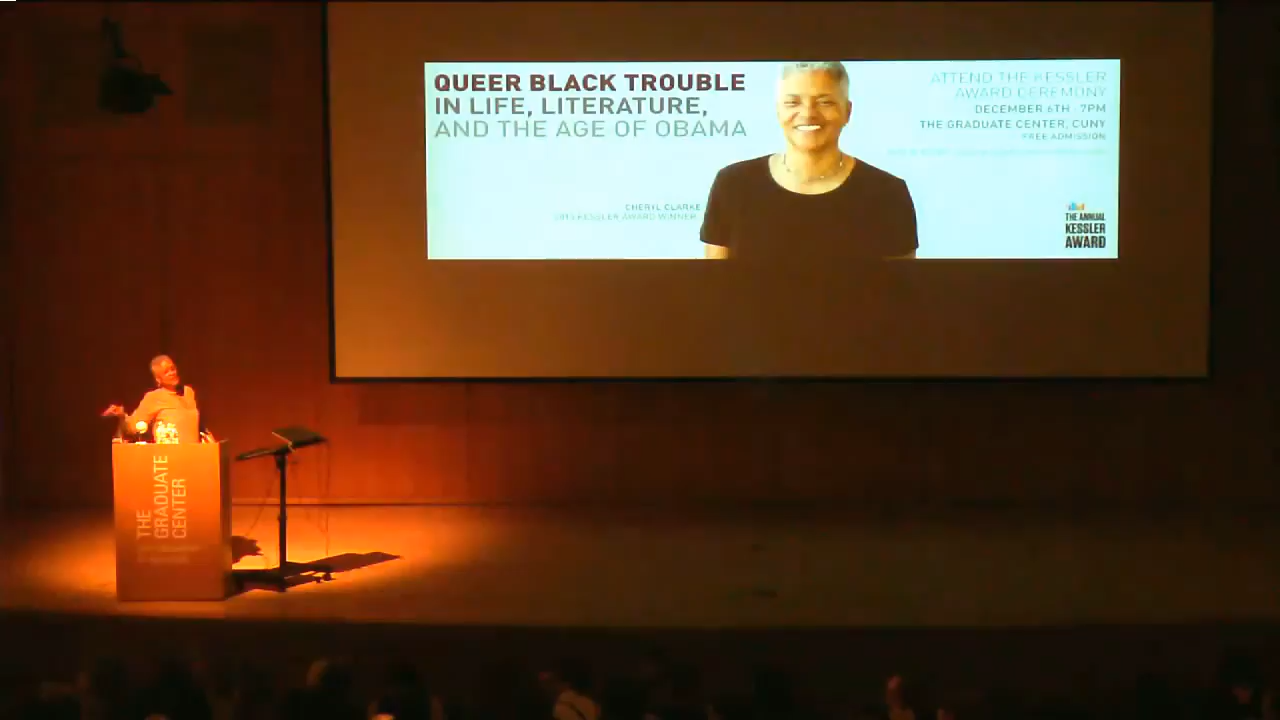 QUEER BLACK TROUBLE
IN LIFE, LITERATURE,
AND THE AGE OF OBAMA
CHERYL CLARKE
2013 KESSLER AWARD WINNER
ATTEND THE KESSLER
AWARD CEREMONY
DECEMBER 6TH · 7PM
THE GRADUATE CENTER, CUNY
FREE ADMISSION
THE ANNUAL
KESSLER
AWARD
THE
GRADUATE
CENTER